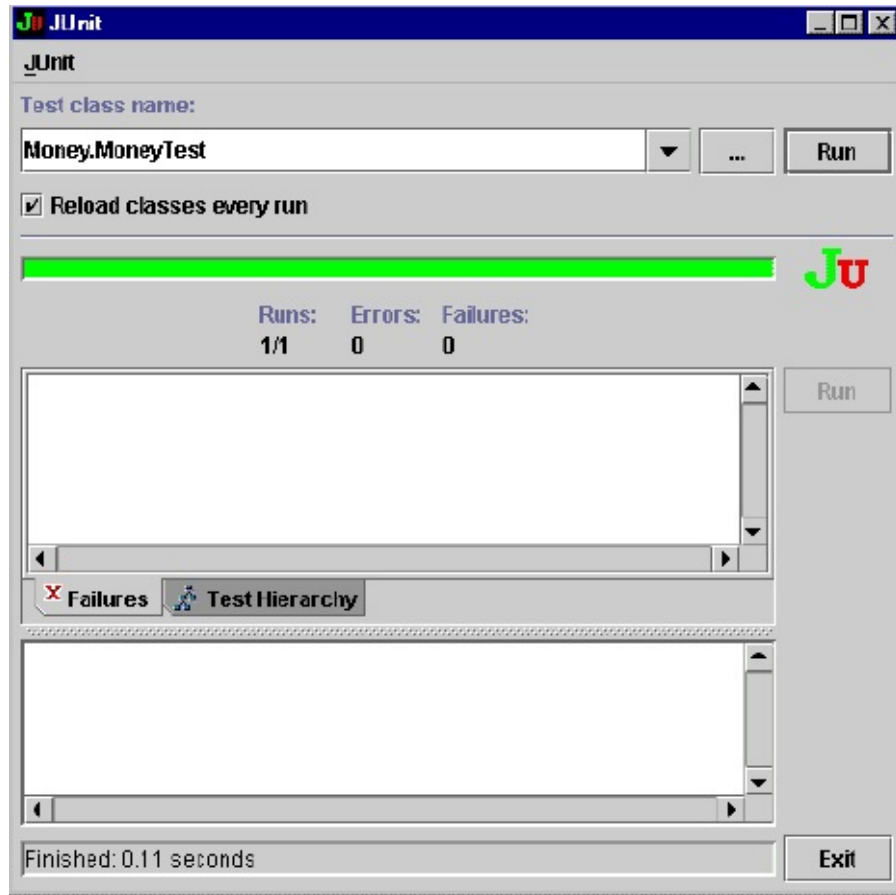 JU JUnit
JUnit
Test class name:
Money.MoneyTest
... Run
Reload classes every run
JU
Runs: Errors: Failures:
1/1 0 0
Run
x Failures Test Hierarchy
Finished: 0.11 seconds
Exit